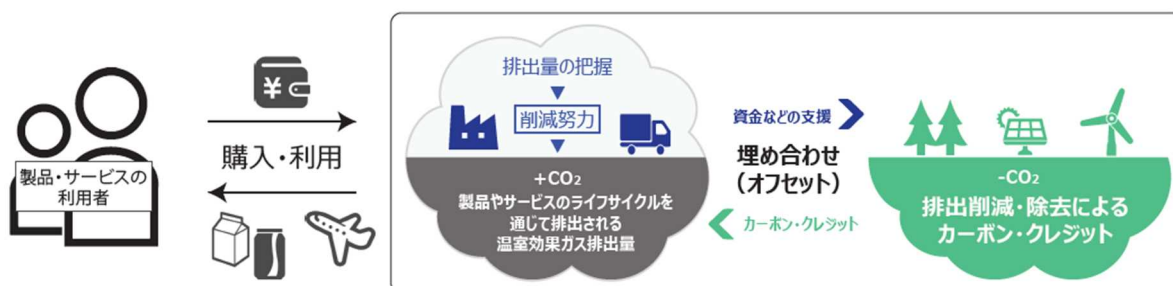 製品・サービスの
利用者
¥
購入・利用
排出量の把握
削減努力
+CO₂
製品やサービスのライフサイクルを
通じて排出される
温室効果ガス排出量
資金などの支援
埋め合わせ
(オフセット)
カーボン・クレジット
-CO₂
排出削減・除去による
カーボン・クレジット